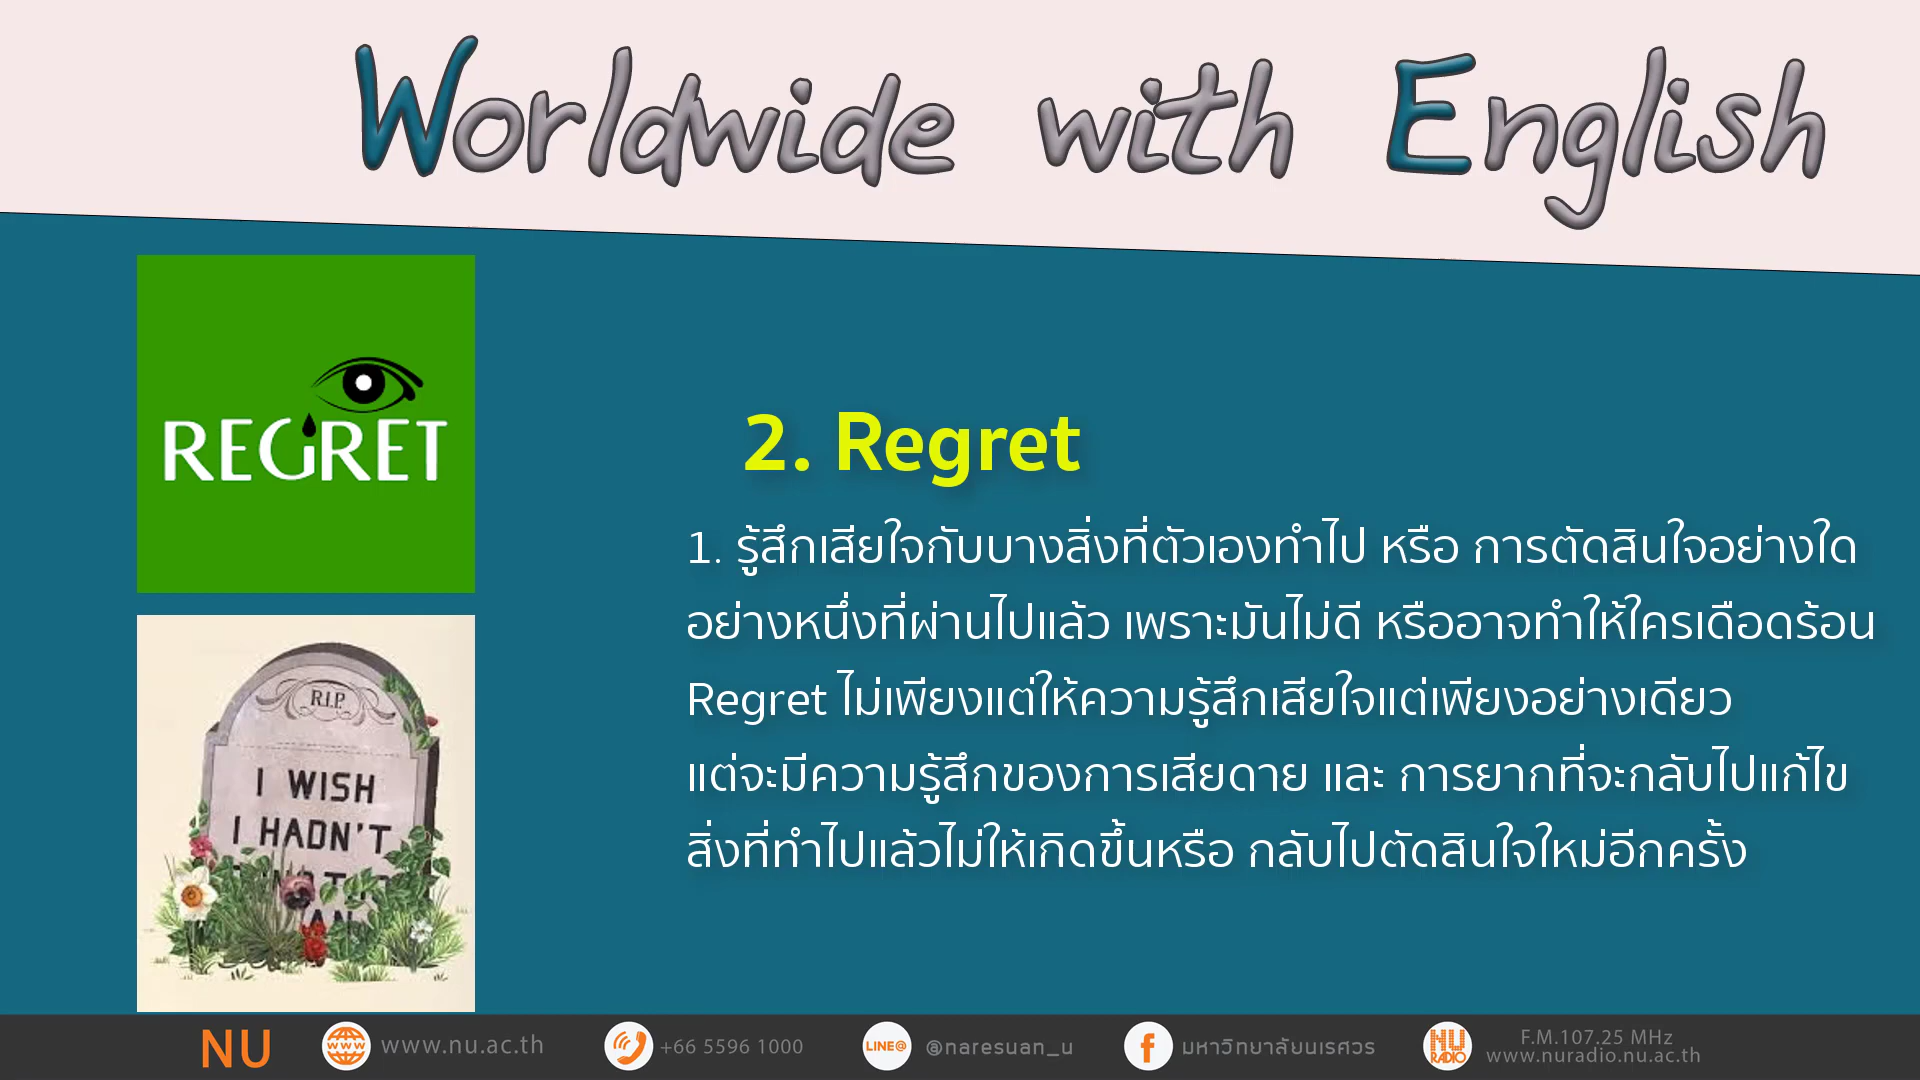 Worldwide with English
REGRET
R.I.P.
I WISH
I HADN'T
2. Regret
1. รู้สึกเสียใจกับบางสิ่งที่ตัวเองทำไป หรือ การตัดสินใจอย่างใด
อย่างหนึ่งที่ผ่านไปแล้ว เพราะมันไม่ดี หรืออาจทำให้ใครเดือดร้อน
Regret ไม่เพียงแต่ให้ความรู้สึกเสียใจแต่เพียงอย่างเดียว
แต่จะมีความรู้สึกของการเสียดาย และ การยากที่จะกลับไปแก้ไข
สิ่งที่ทำไปแล้วไม่ให้เกิดขึ้นหรือ กลับไปตัดสินใจใหม่อีกครั้ง
NU
www
www.nu.ac.th
+66 5596 1000
LINE@
@naresuan_u
f
มหาวิทยาลัยนเรศวร
NU
RADIO
F.M.107.25 MHz
www.nuradio.nu.ac.th